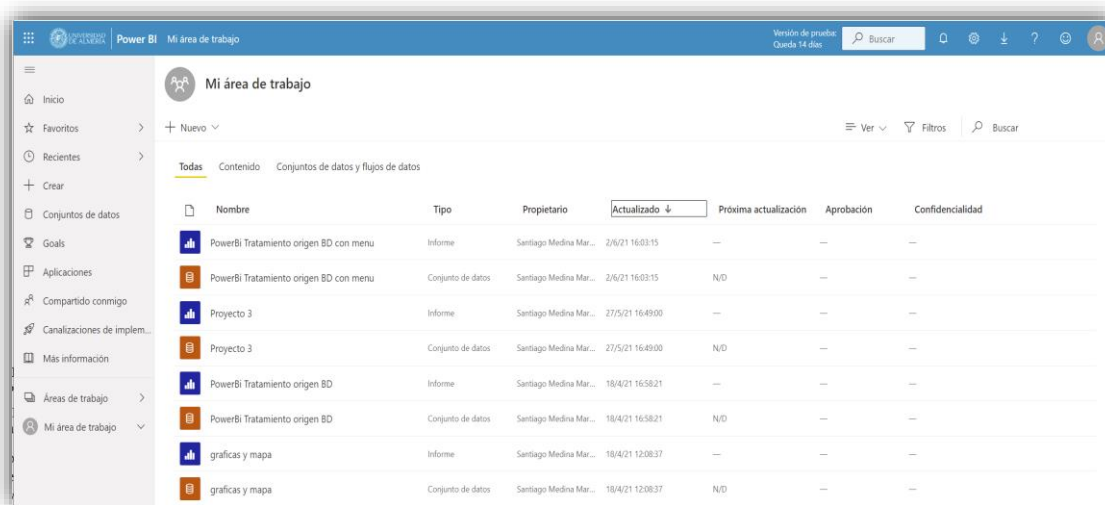 UNIVERSIDAD DE ALMERÍA Power BI Mi área de trabajo Versión de prueba: Queda 14 días Buscar
Mi área de trabajo
Inicio
Favoritos
Recientes
Crear
Conjuntos de datos
Goals
Aplicaciones
Compartido conmigo
Canalizaciones de implem...
Más información
Áreas de trabajo
Mi área de trabajo
Nuevo Ver Filtros Buscar
Todas Contenido Conjuntos de datos y flujos de datos
Nombre Tipo Propietario Actualizado Próxima actualización Aprobación Confidencialidad
PowerBi Tratamiento origen BD con menu Informe Santiago Medina Mar... 2/6/21 16:03:15 — — —
PowerBi Tratamiento origen BD con menu Conjunto de datos Santiago Medina Mar... 2/6/21 16:03:15 N/D — —
Proyecto 3 Informe Santiago Medina Mar... 27/5/21 16:49:00 — — —
Proyecto 3 Conjunto de datos Santiago Medina Mar... 27/5/21 16:49:00 N/D — —
PowerBi Tratamiento origen BD Informe Santiago Medina Mar... 18/4/21 16:58:21 — — —
PowerBi Tratamiento origen BD Conjunto de datos Santiago Medina Mar... 18/4/21 16:58:21 N/D — —
graficas y mapa Informe Santiago Medina Mar... 18/4/21 12:08:37 — — —
graficas y mapa Conjunto de datos Santiago Medina Mar... 18/4/21 12:08:37 N/D — —